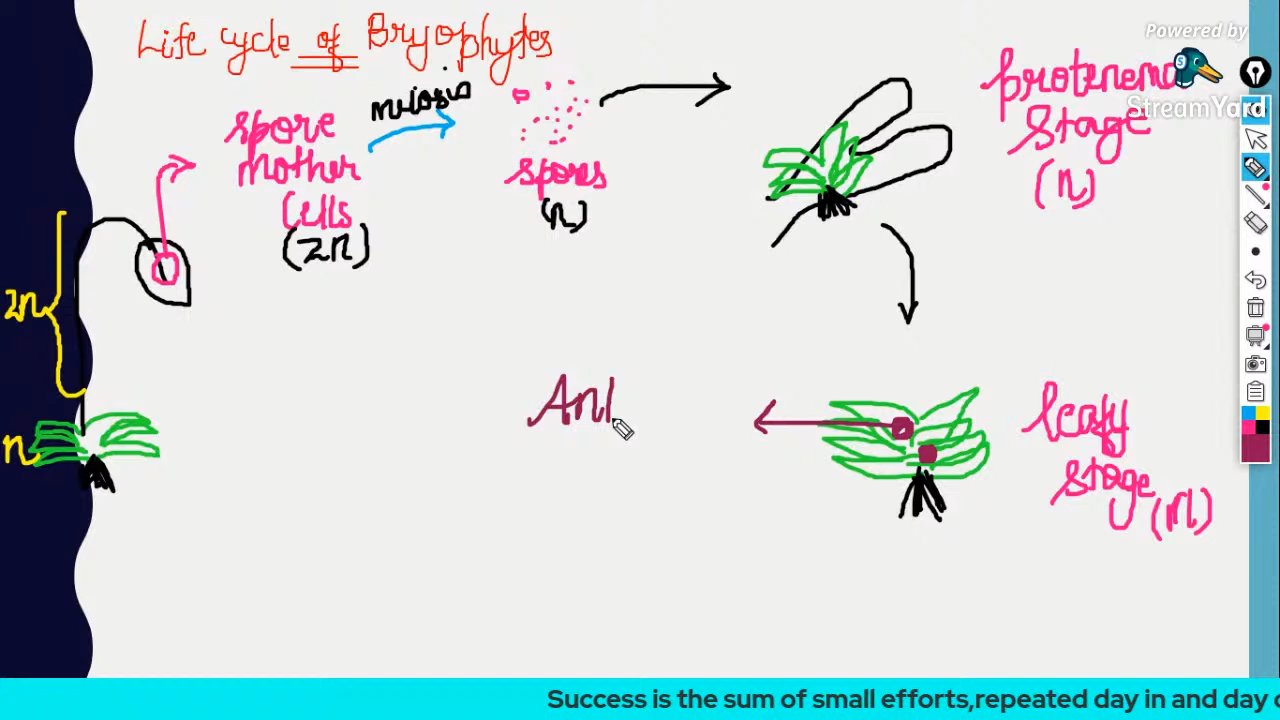 Life cycle of Bryophytes
Powered by
StreamYard
meiosis
spore
mother
cells
(2n)
spores
(n)
protenema
stage
(n)
2n
n
Anl
leafy
stage (n)
Success is the sum of small efforts,repeated day in and day